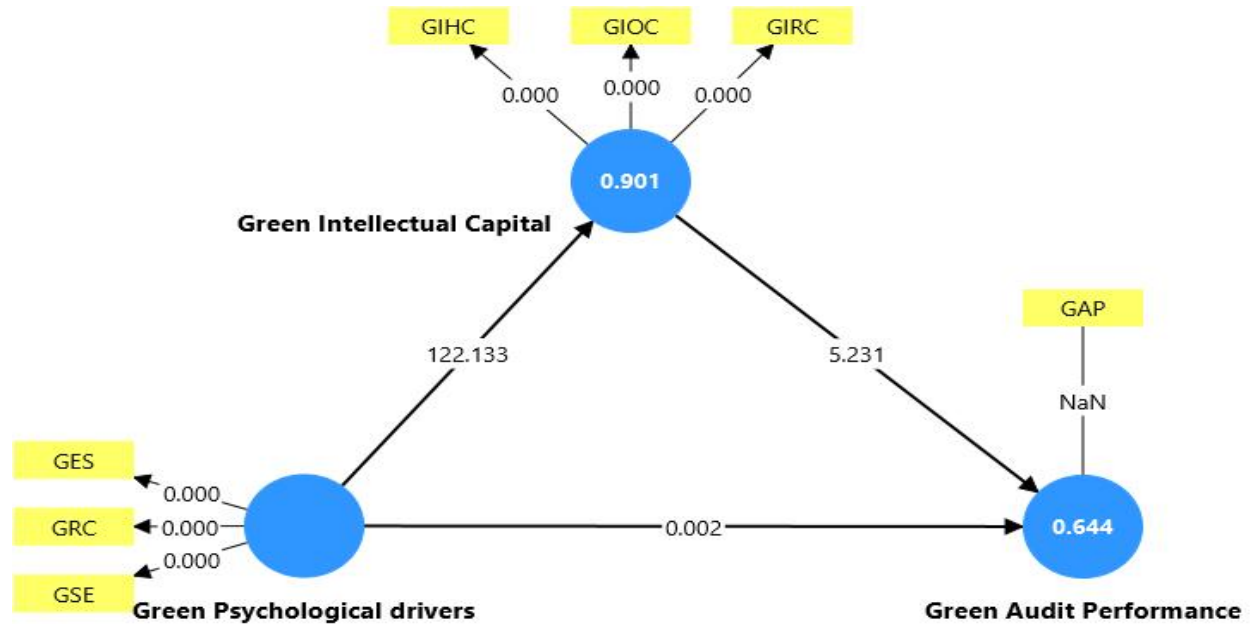 GIHC
GIOC
GIRC
0.000
0.000
0.000
0.901
Green Intellectual Capital
122.133
5.231
GAP
NaN
GES
GRC
GSE
0.000
0.000
0.000
0.002
0.644
Green Psychological drivers
Green Audit Performance